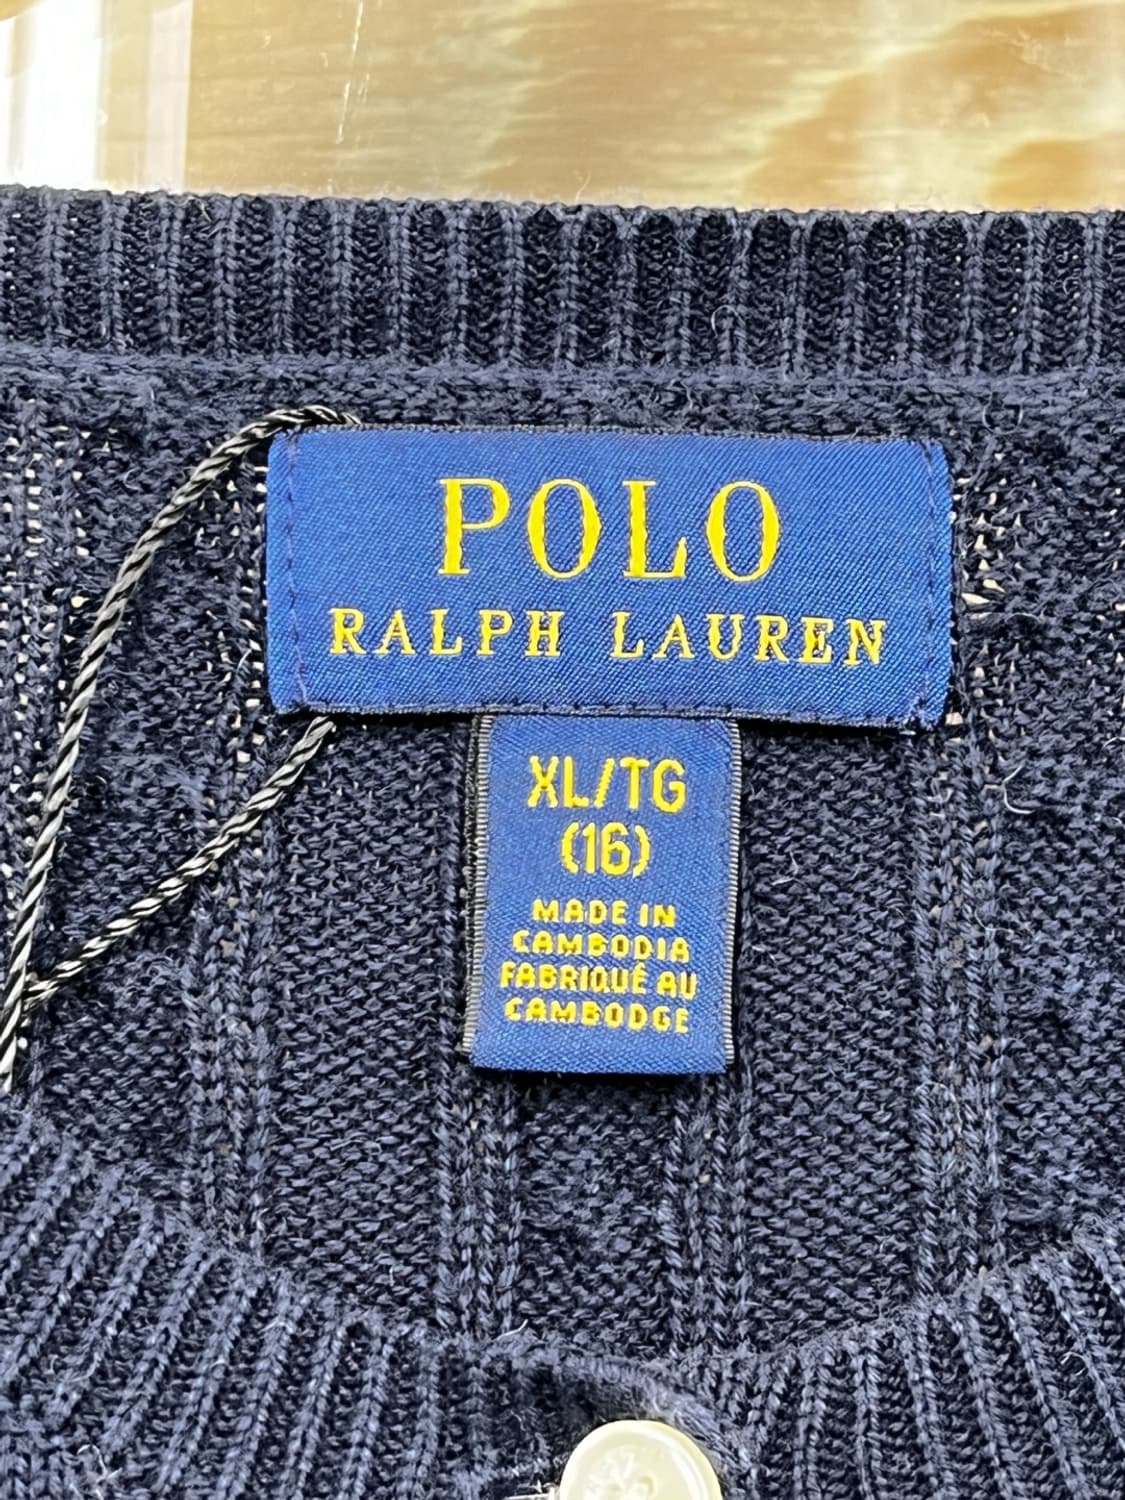 POLO
RALPH LAUREN
XL/TG
(16)
MADE IN
CAMBODIA
FABRIQUÉ AU
CAMBODGE